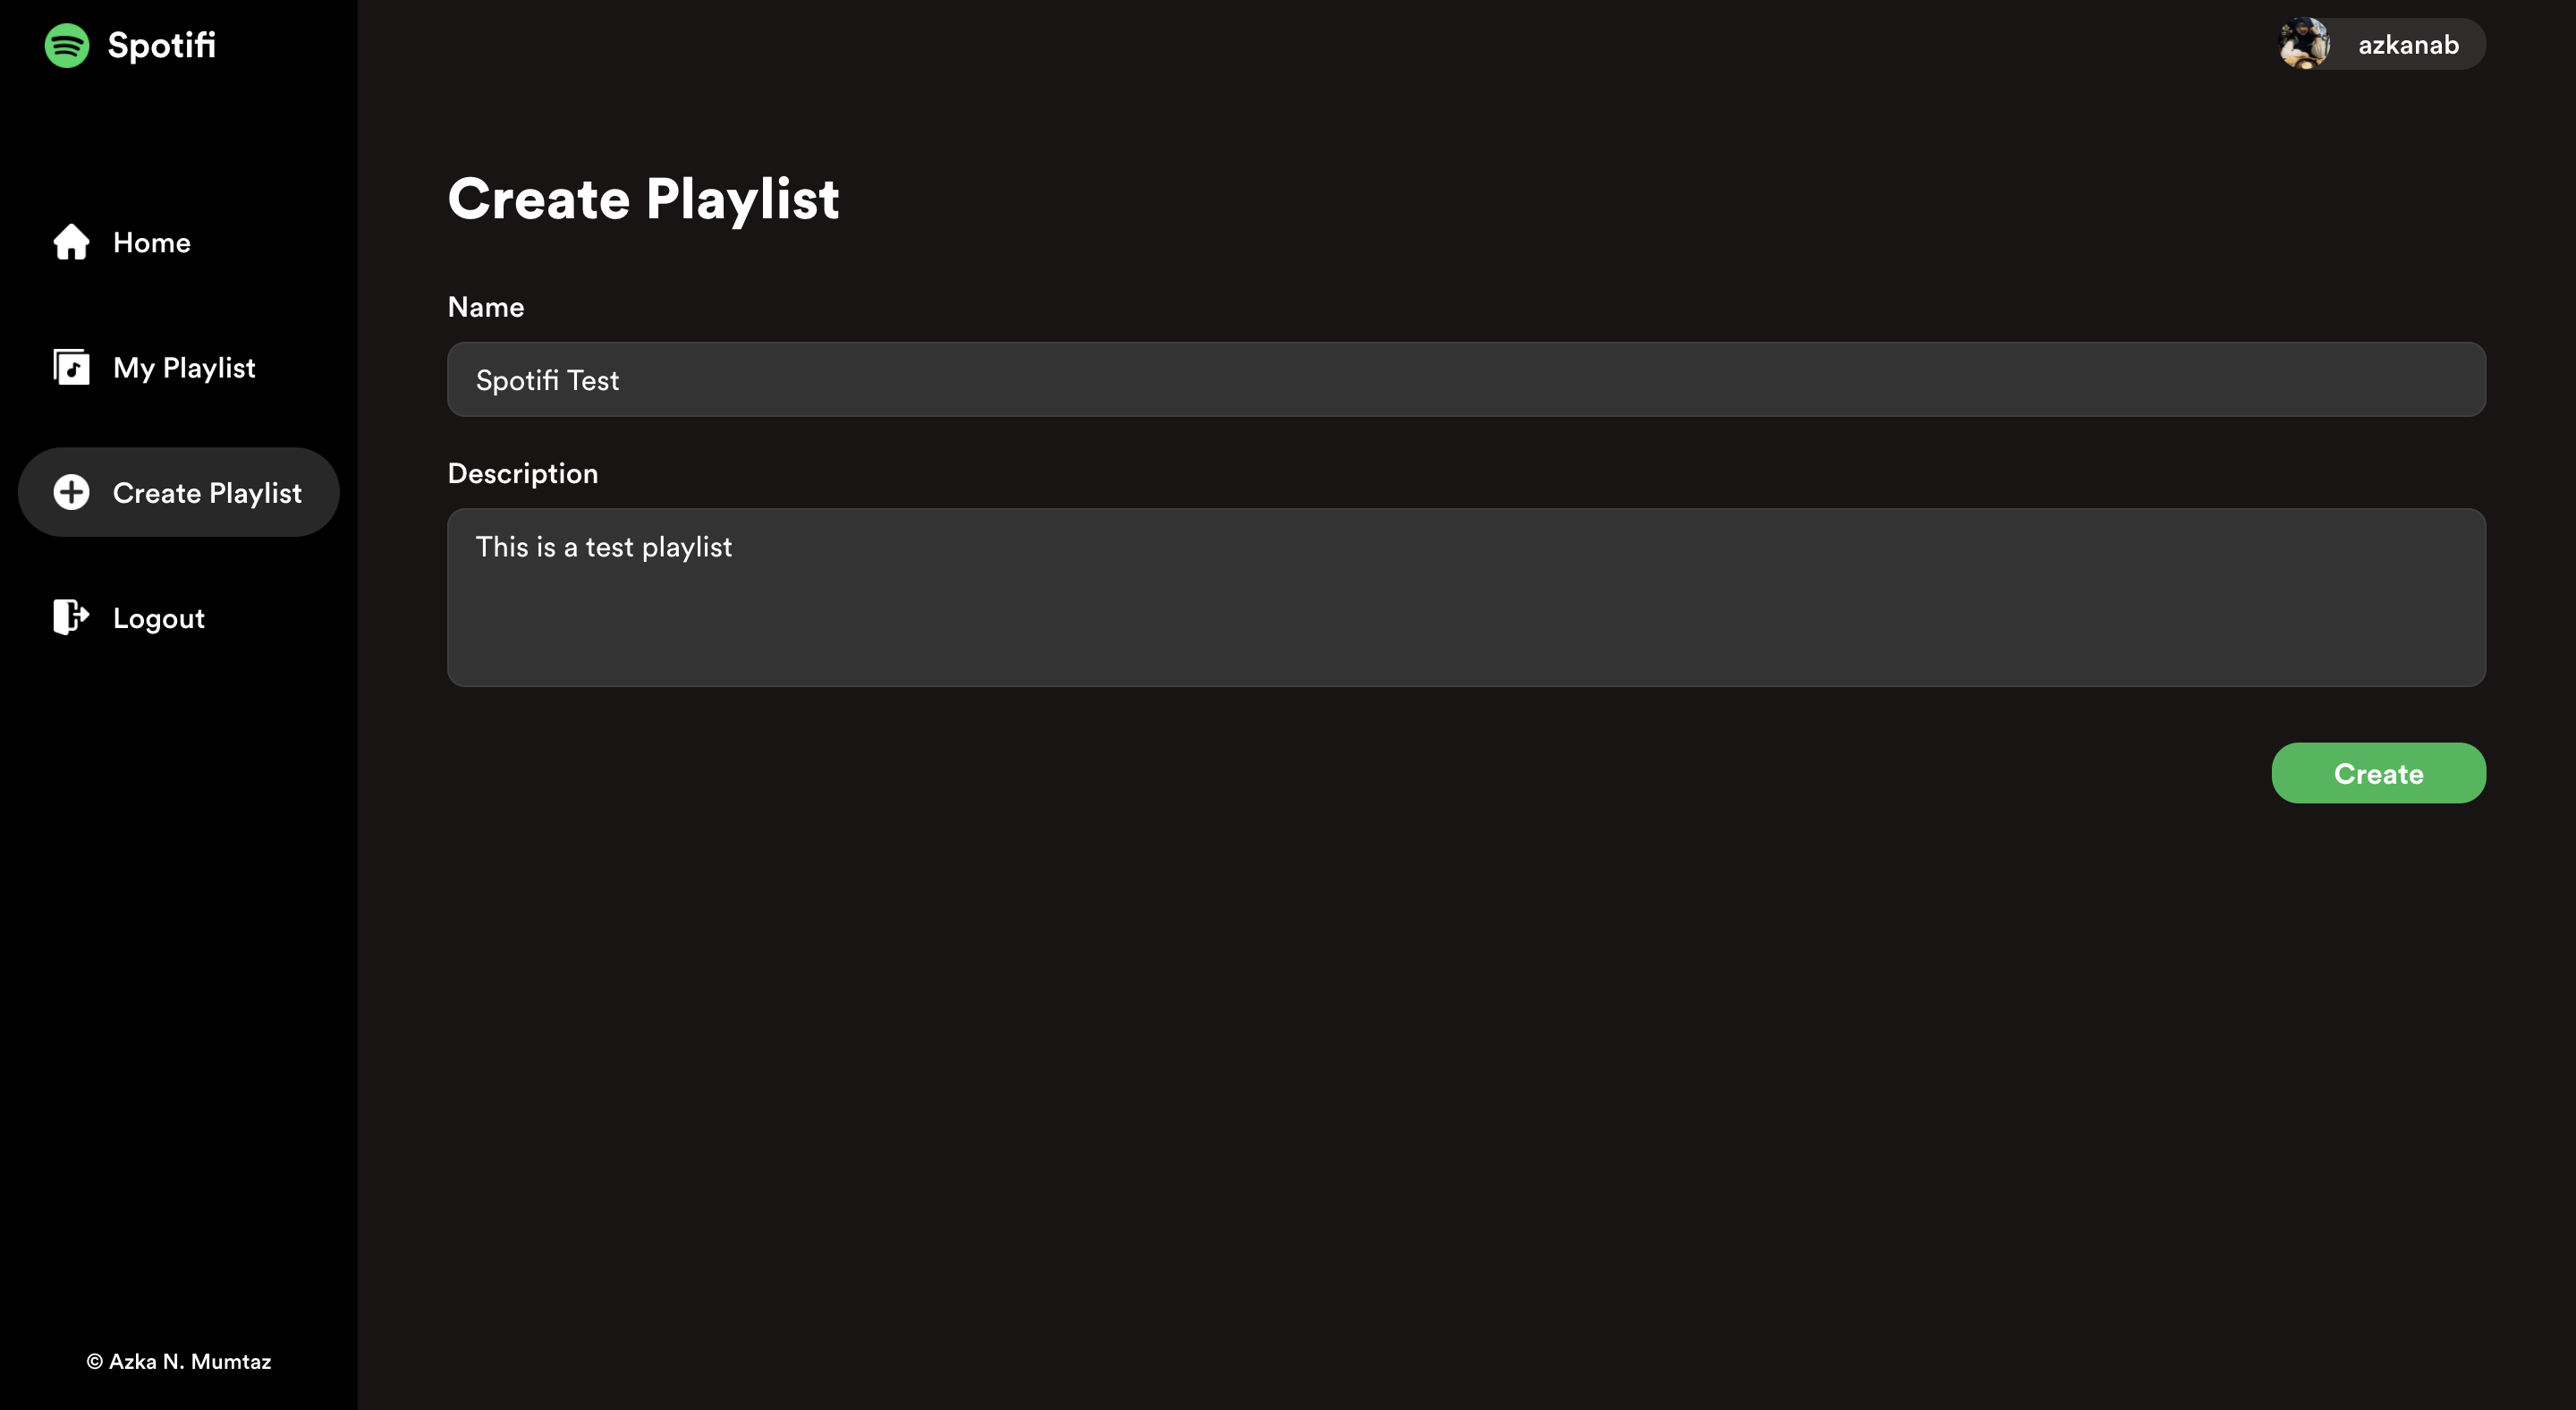 Spotifi
azkanab
Home
My Playlist
Create Playlist
Logout
© Azka N. Mumtaz
Create Playlist
Name
Spotifi Test
Description
This is a test playlist
Create